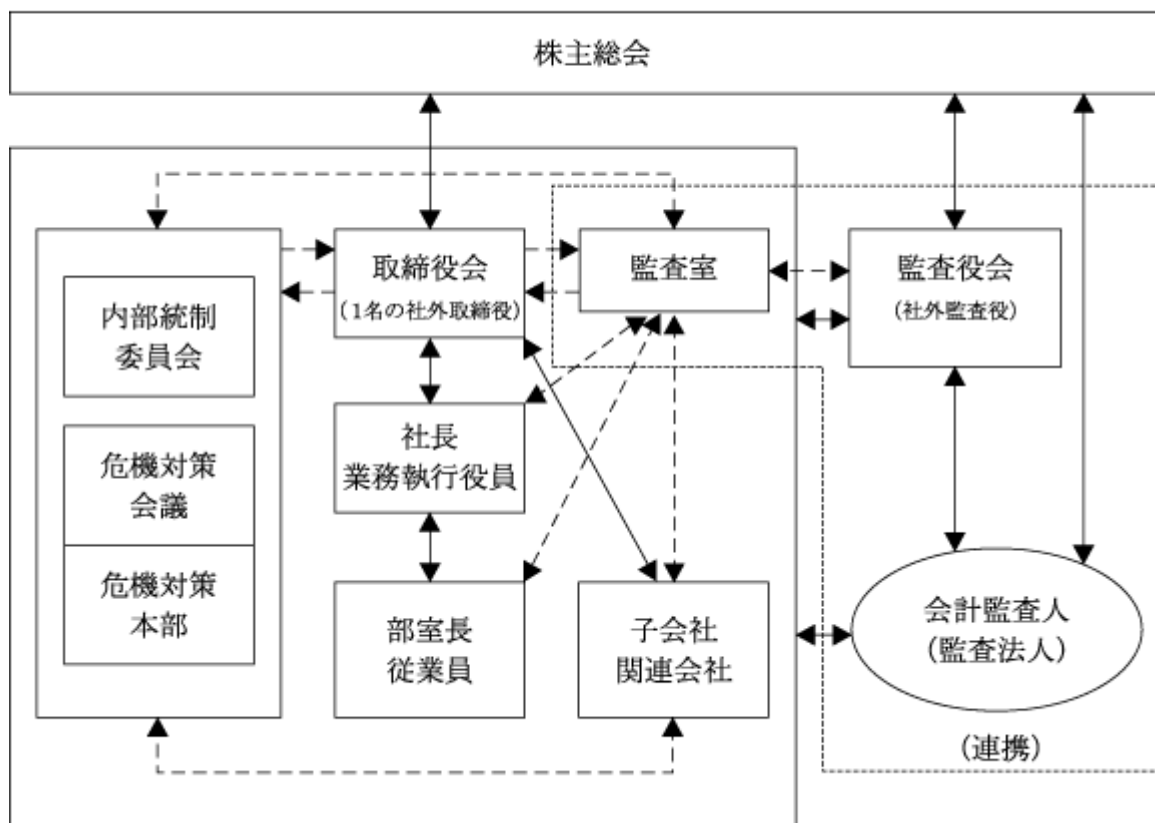 株主総会
取締役会
(1名の社外取締役)
監査室
監査役会
(社外監査役)
内部統制
委員会
社長
業務執行役員
危機対策
会議
危機対策
本部
部室長
従業員
子会社
関連会社
会計監査人
(監査法人)
(連携)